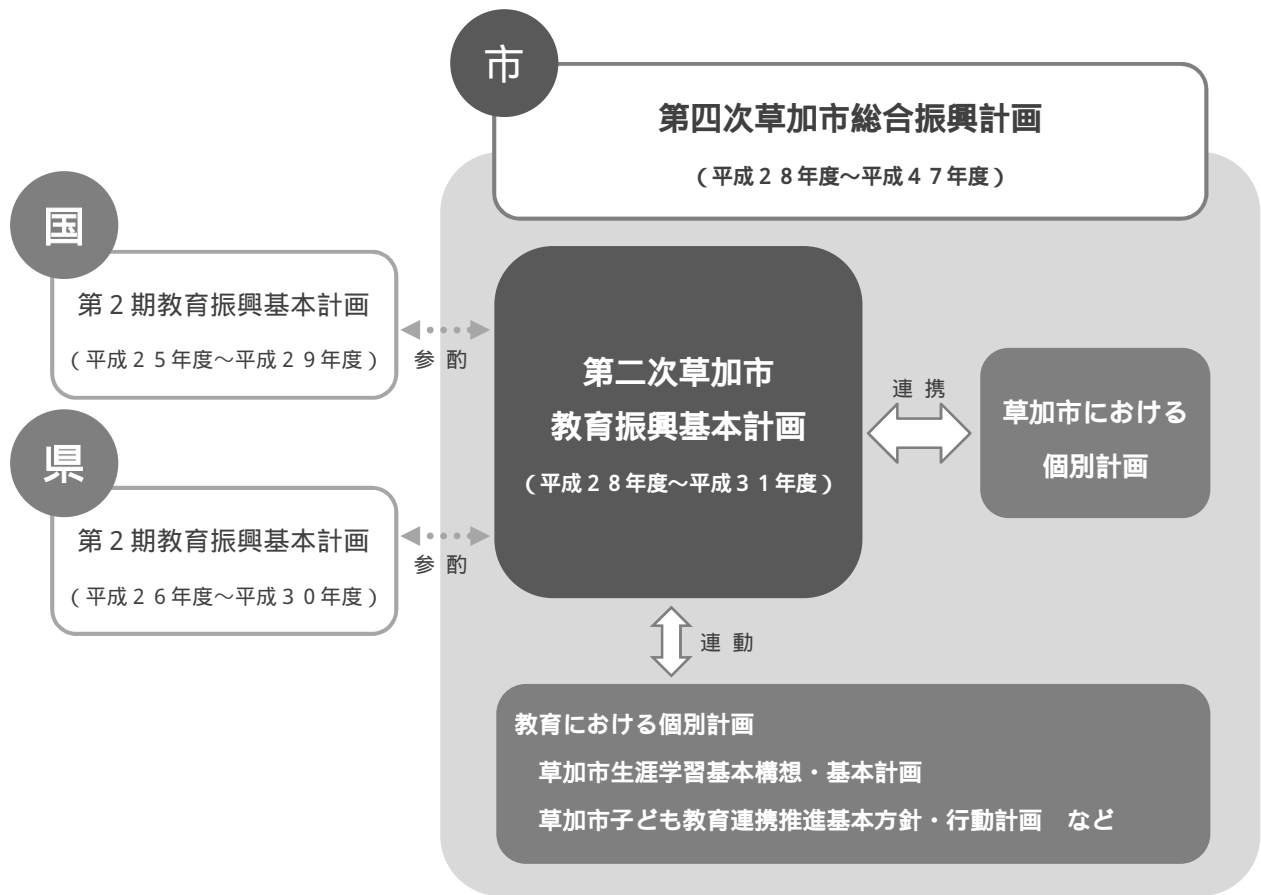 市
第四次草加市総合振興計画
（平成２８年度～平成４７年度）
国
第２期教育振興基本計画
（平成２５年度～平成２９年度）
参 酌
県
第２期教育振興基本計画
（平成２６年度～平成３０年度）
参 酌
第二次草加市
教育振興基本計画
（平成２８年度～平成３１年度）
連 携
草加市における
個別計画
連 動
教育における個別計画
草加市生涯学習基本構想・基本計画
草加市子ども教育連携推進基本方針・行動計画　など